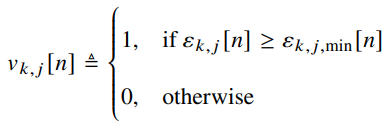 v_{k,j}[n] ≜ { 1, if ε_{k,j}[n] ≥ ε_{k,j,min}[n]
0, otherwise